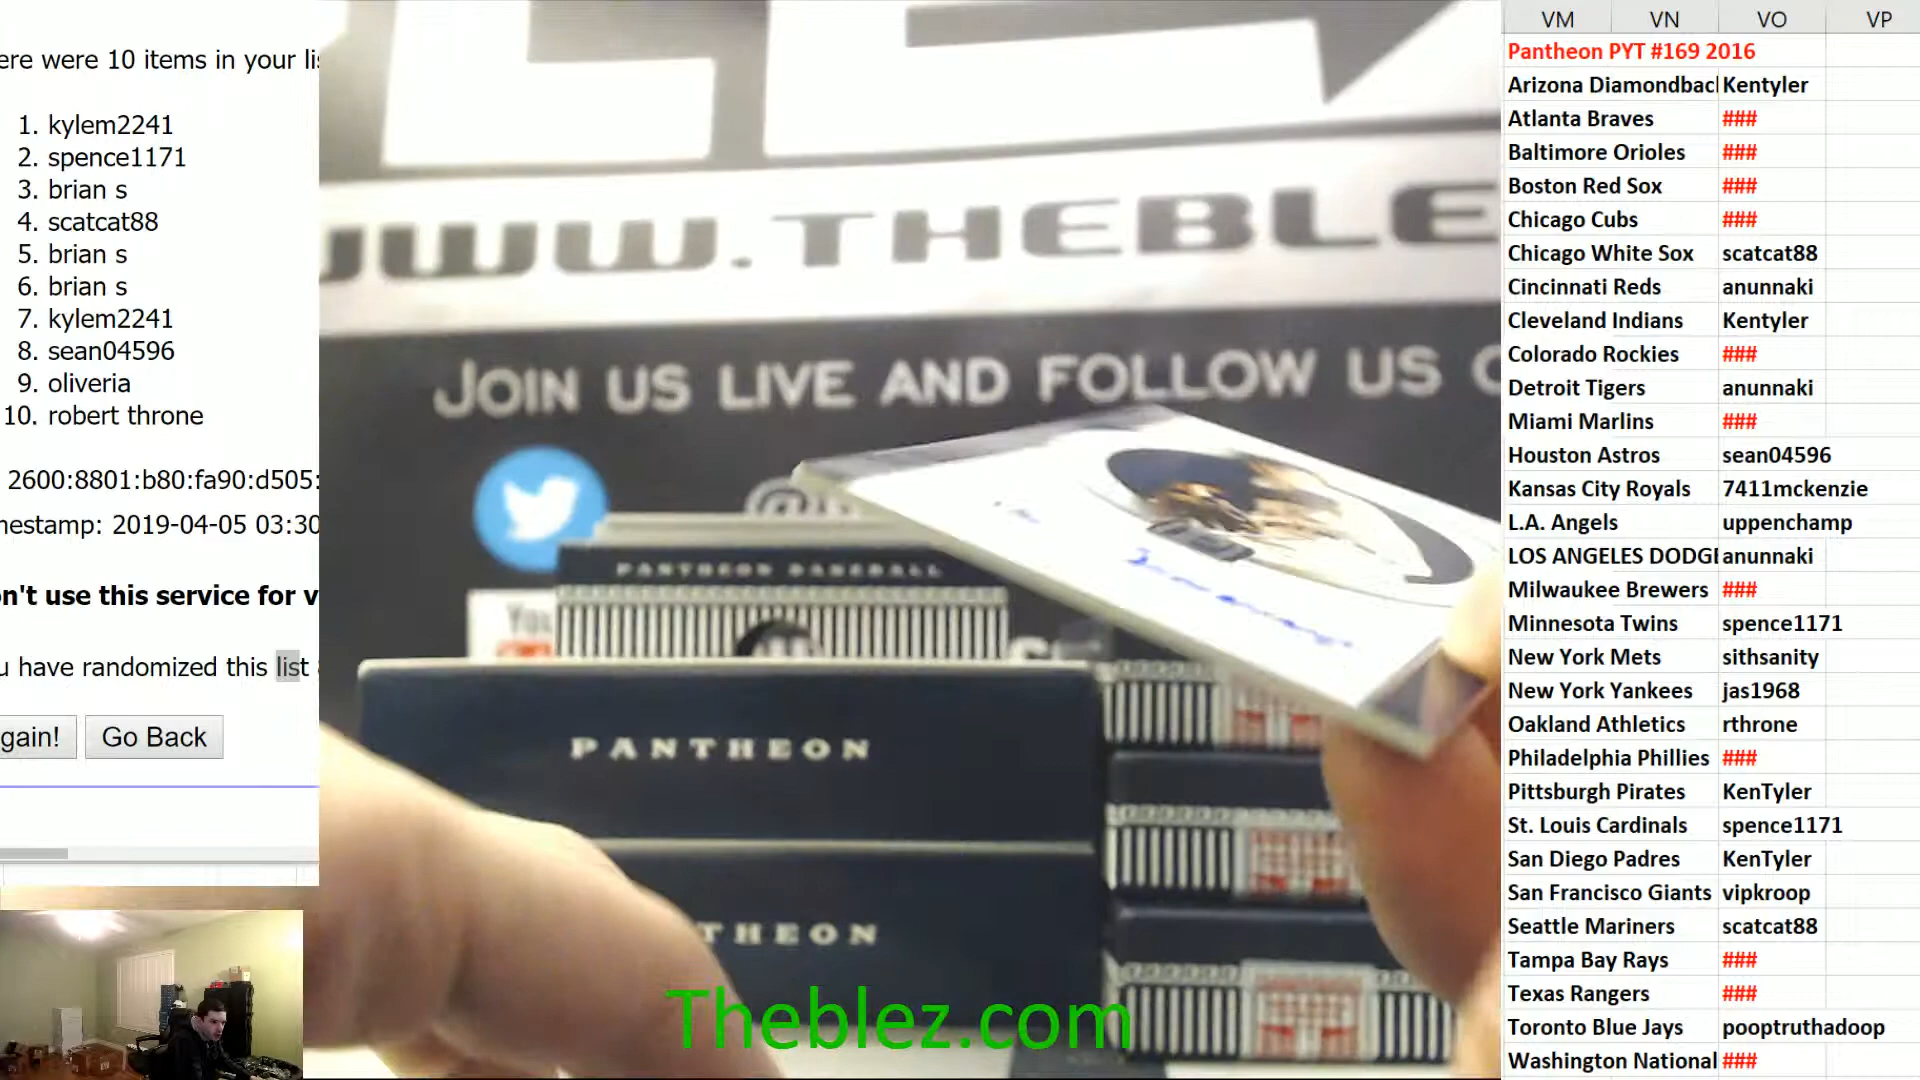 ere were 10 items in your lis
1. kylem2241
2. spence1171
3. brian s
4. scatcat88
5. brian s
6. brian s
7. kylem2241
8. sean04596
9. oliveria
10. robert throne
2600:8801:b80:fa90:d505:
nestamp: 2019-04-05 03:30
n't use this service for v
u have randomized this list
gain!
Go Back
WWW.THEBLE
JOIN US LIVE AND FOLLOW US
PANTHEON BASEBALL
PANTHEON
THEON
Theblez.com
VM VN VO VP
Pantheon PYT #169 2016
Arizona Diamondbac Kentyler
Atlanta Braves ###
Baltimore Orioles ###
Boston Red Sox ###
Chicago Cubs ###
Chicago White Sox scatcat88
Cincinnati Reds anunnaki
Cleveland Indians Kentyler
Colorado Rockies ###
Detroit Tigers anunnaki
Miami Marlins ###
Houston Astros sean04596
Kansas City Royals 7411mckenzie
L.A. Angels uppenchamp
LOS ANGELES DODGE anunnaki
Milwaukee Brewers ###
Minnesota Twins spence1171
New York Mets sithsanity
New York Yankees jas1968
Oakland Athletics rthrone
Philadelphia Phillies ###
Pittsburgh Pirates KenTyler
St. Louis Cardinals spence1171
San Diego Padres KenTyler
San Francisco Giants vipkroop
Seattle Mariners scatcat88
Tampa Bay Rays ###
Texas Rangers ###
Toronto Blue Jays pooptruthadoop
Washington National ###